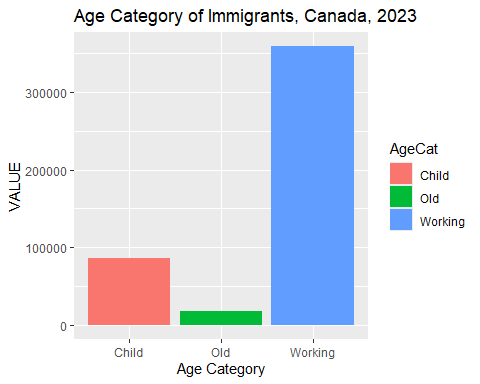 Age Category of Immigrants, Canada, 2023
VALUE
300000
200000
100000
0
Child
Old
Working
Age Category
AgeCat
Child
Old
Working